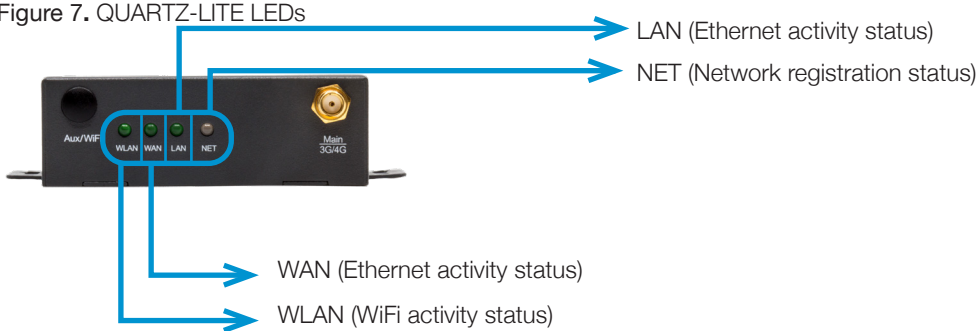 Figure 7. QUARTZ-LITE LEDs
LAN (Ethernet activity status)
NET (Network registration status)
Aux/WiFi
WLAN WAN LAN NET
Main
3G/4G
WAN (Ethernet activity status)
WLAN (WiFi activity status)